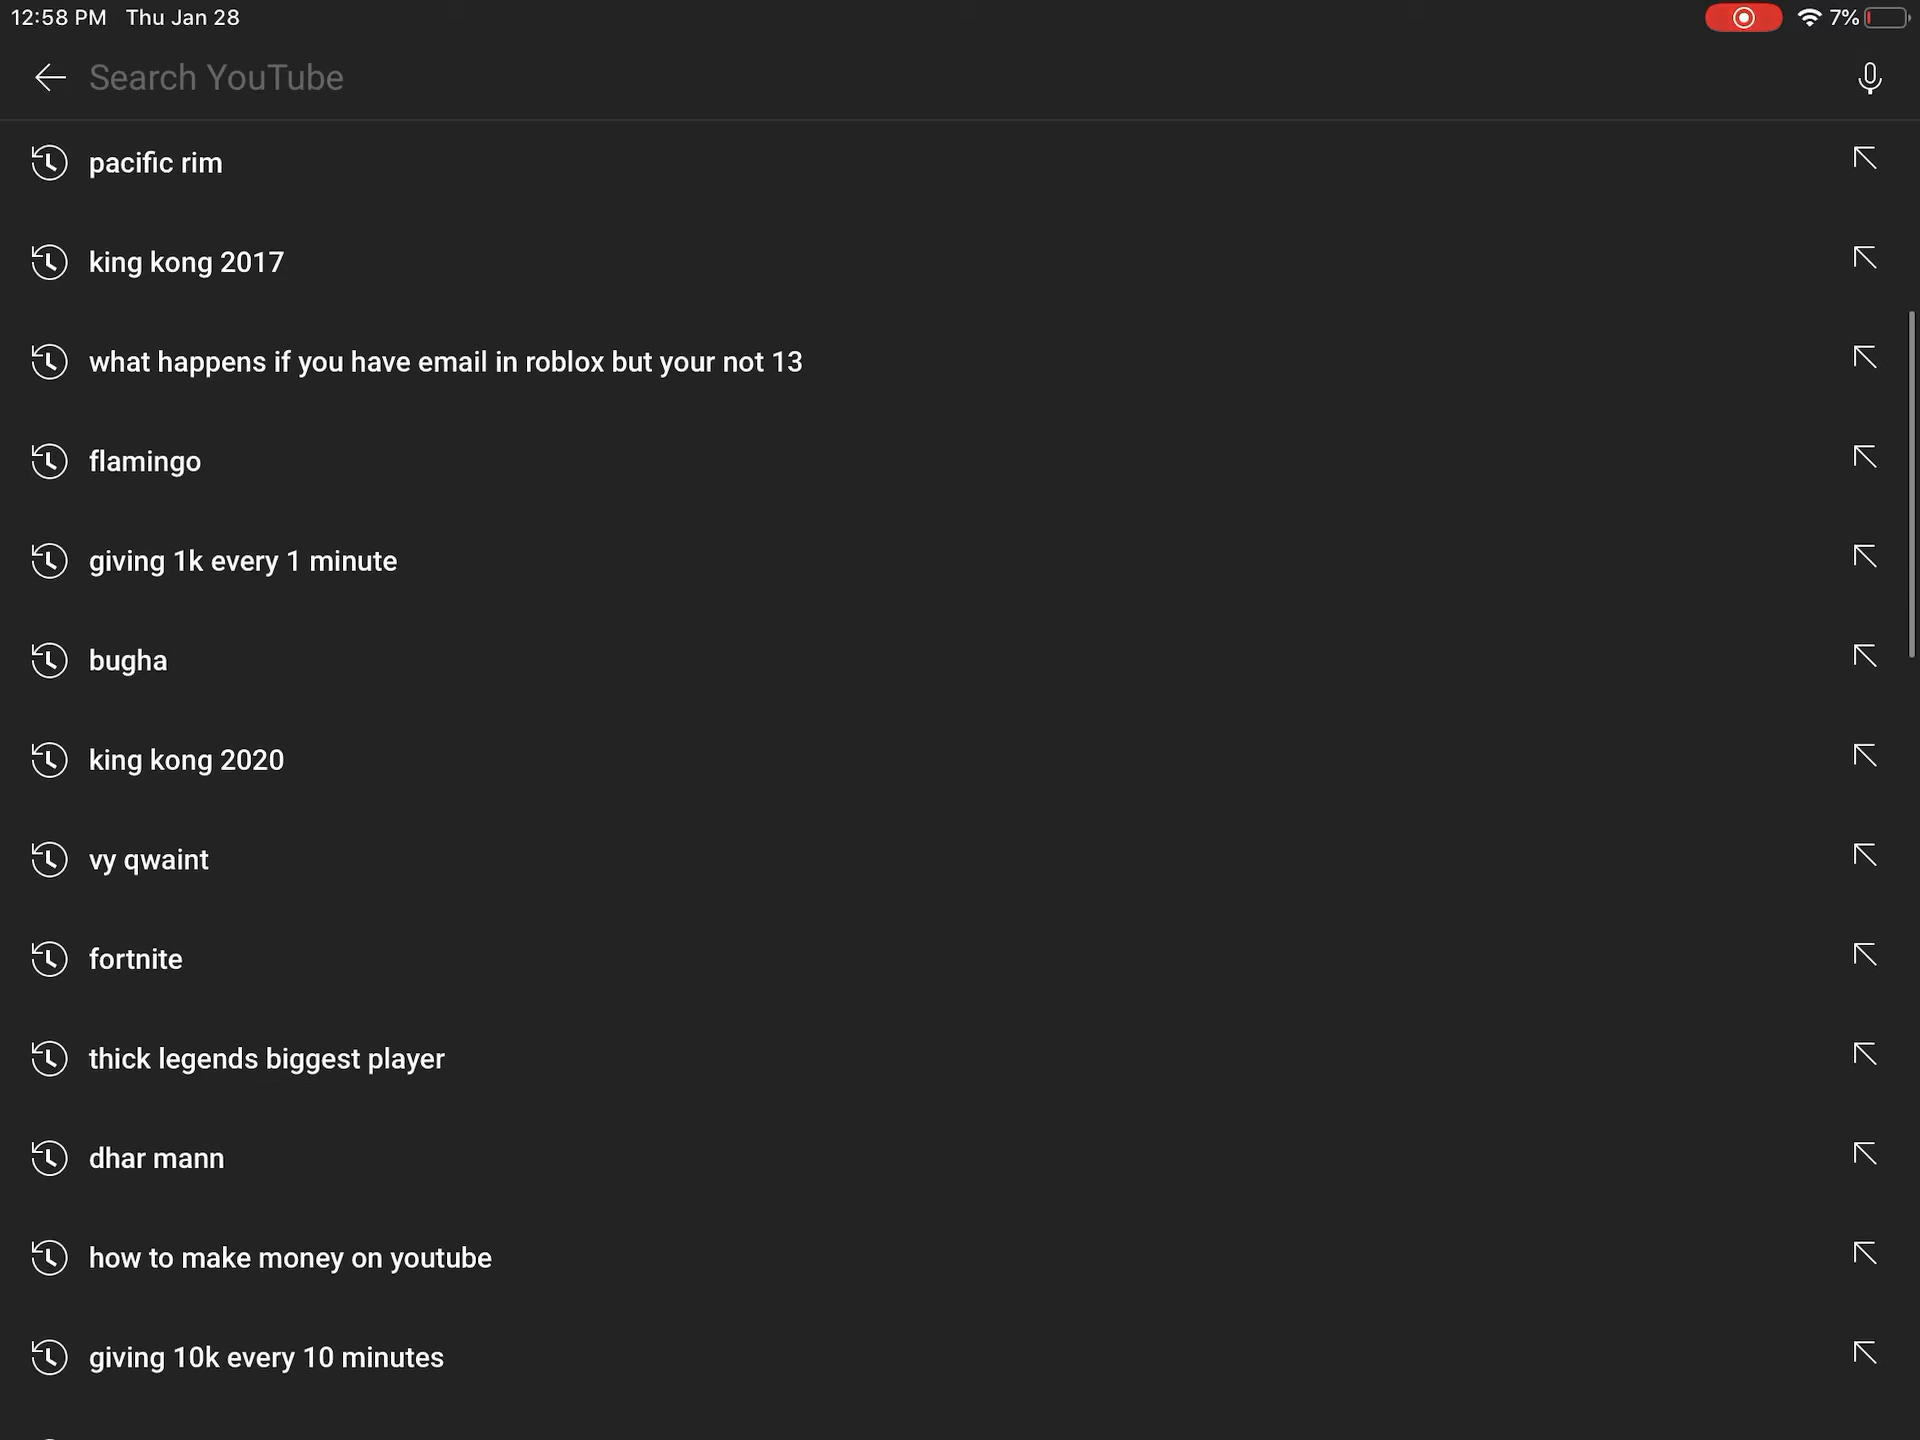 12:58 PM Thu Jan 28 7%
Search YouTube
pacific rim
king kong 2017
what happens if you have email in roblox but your not 13
flamingo
giving 1k every 1 minute
bugha
king kong 2020
vy qwaint
fortnite
thick legends biggest player
dhar mann
how to make money on youtube
giving 10k every 10 minutes